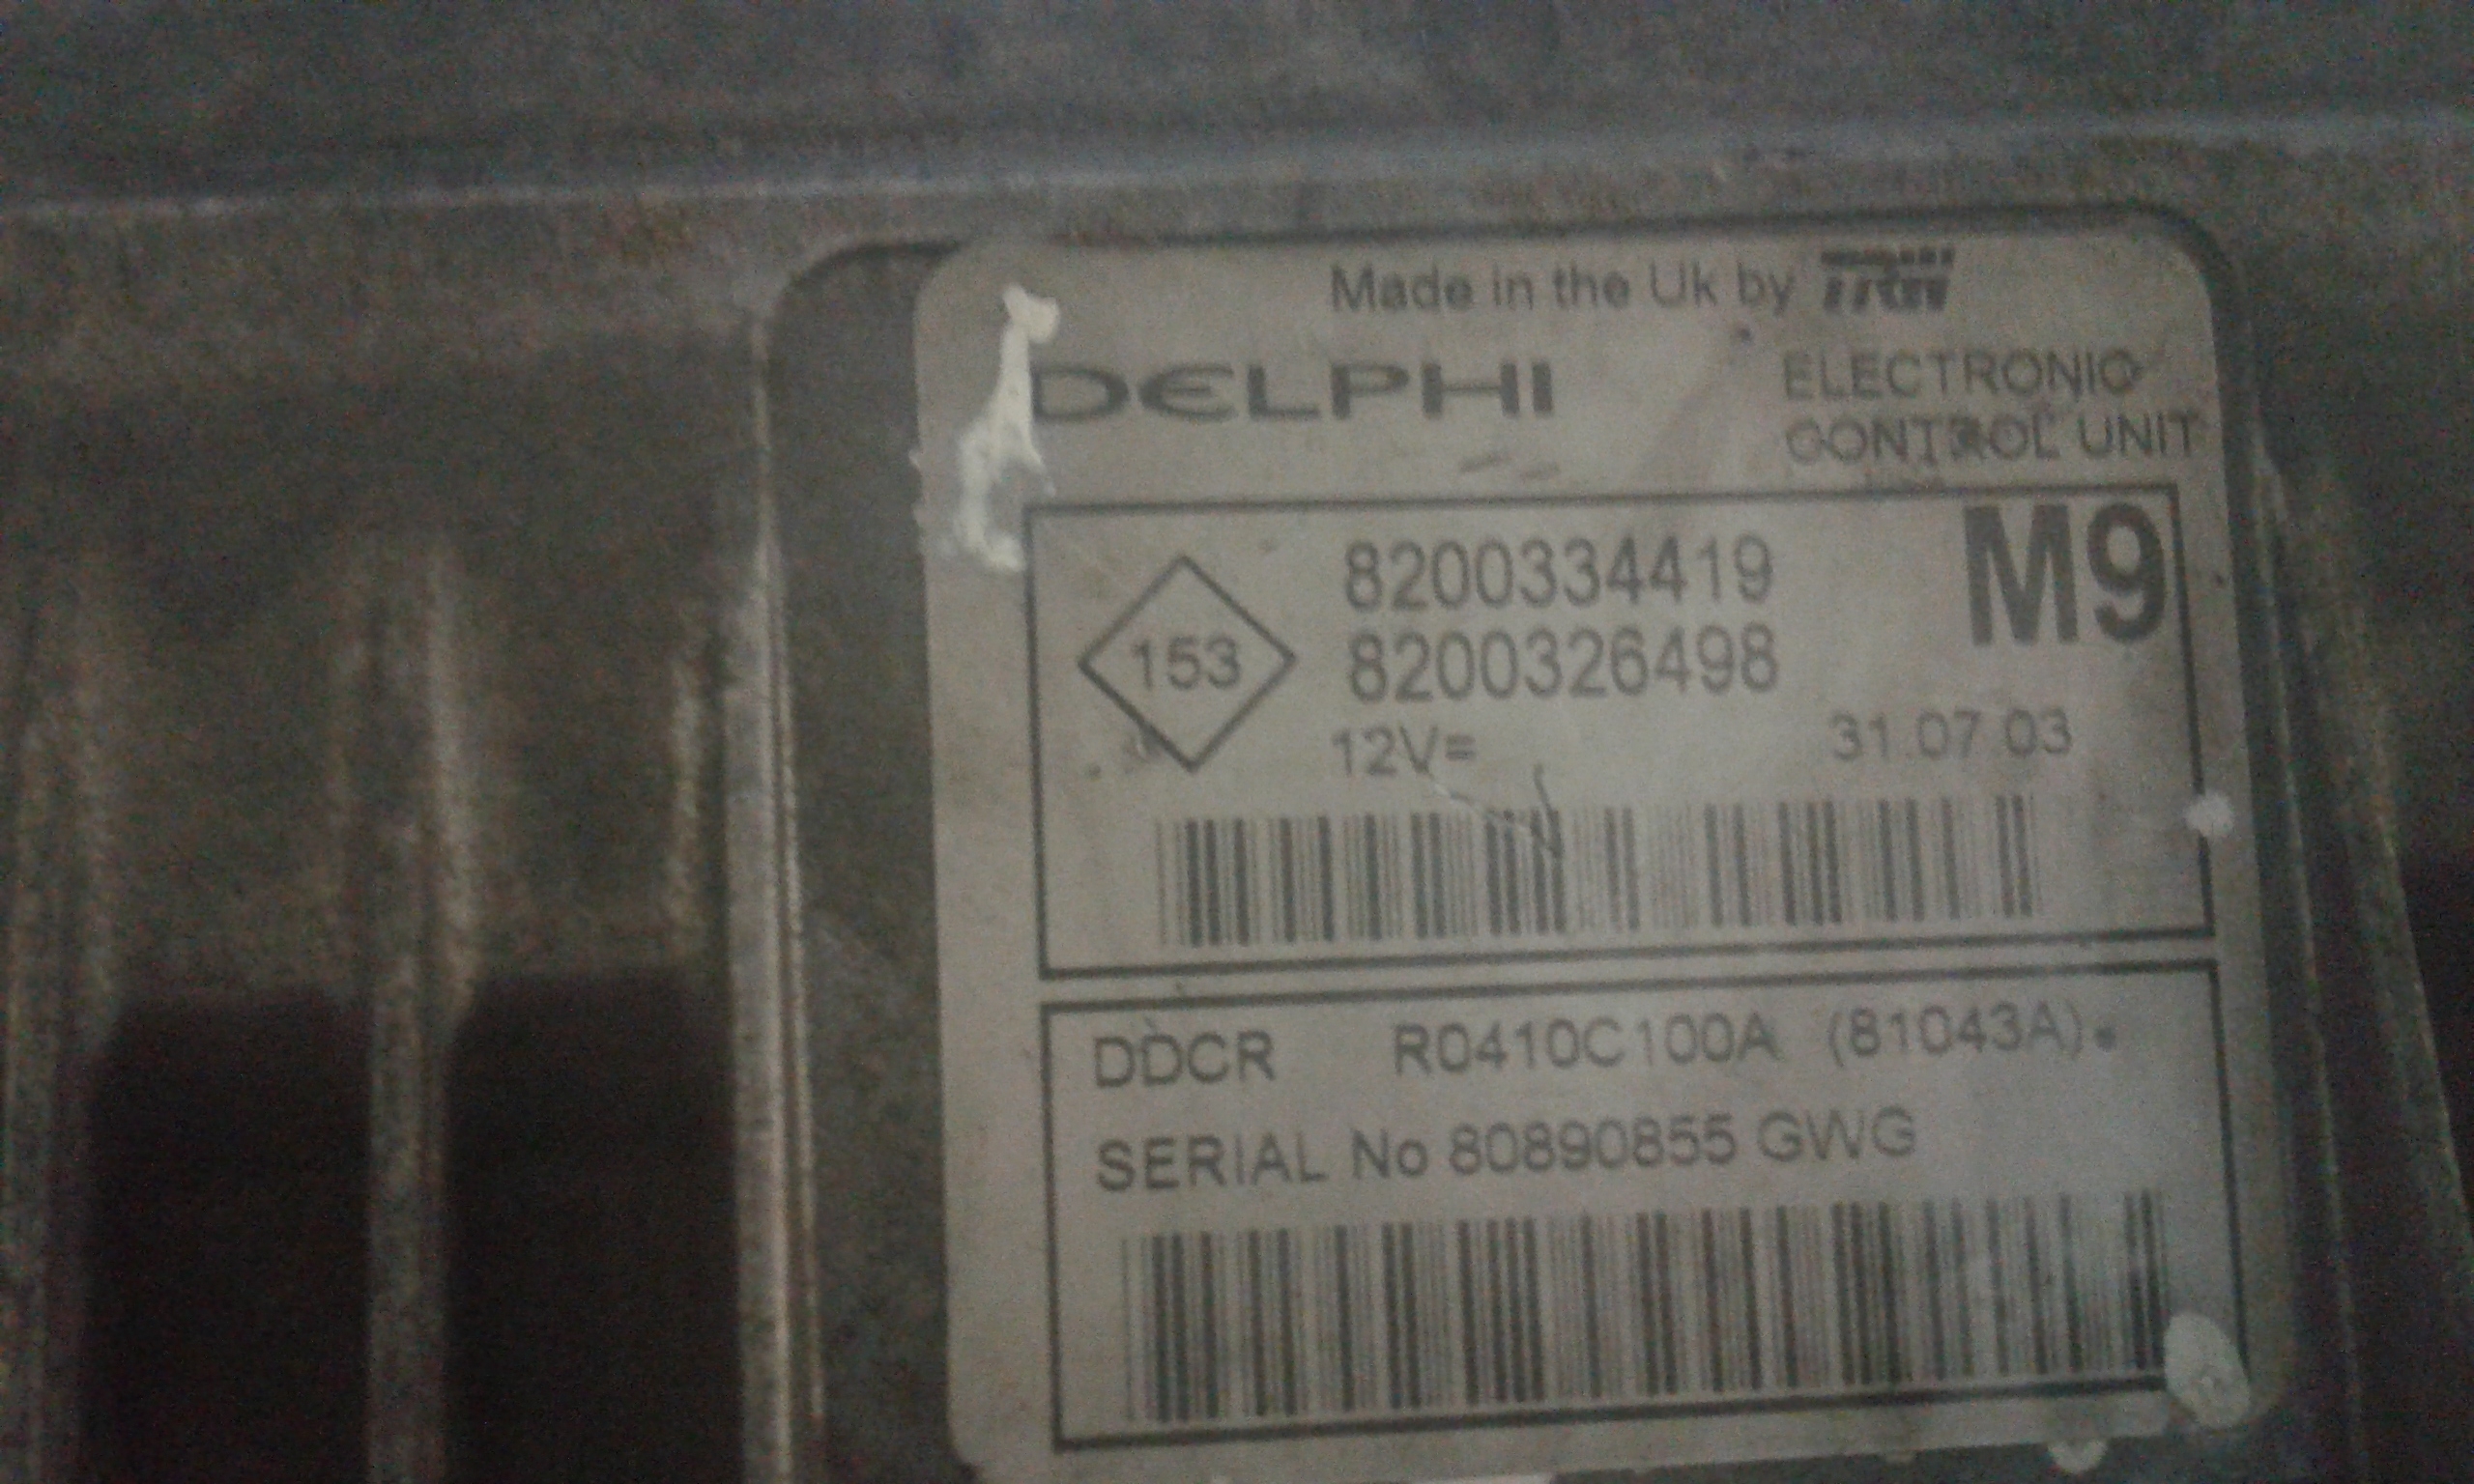 Made in the Uk by TRW
DELPHI
ELECTRONIC
CONTROL UNIT
M9
153
8200334419
8200326498
12V=
31.07 03
DDCR R0410C100A (81043A).
SERIAL No 80890855 GWG